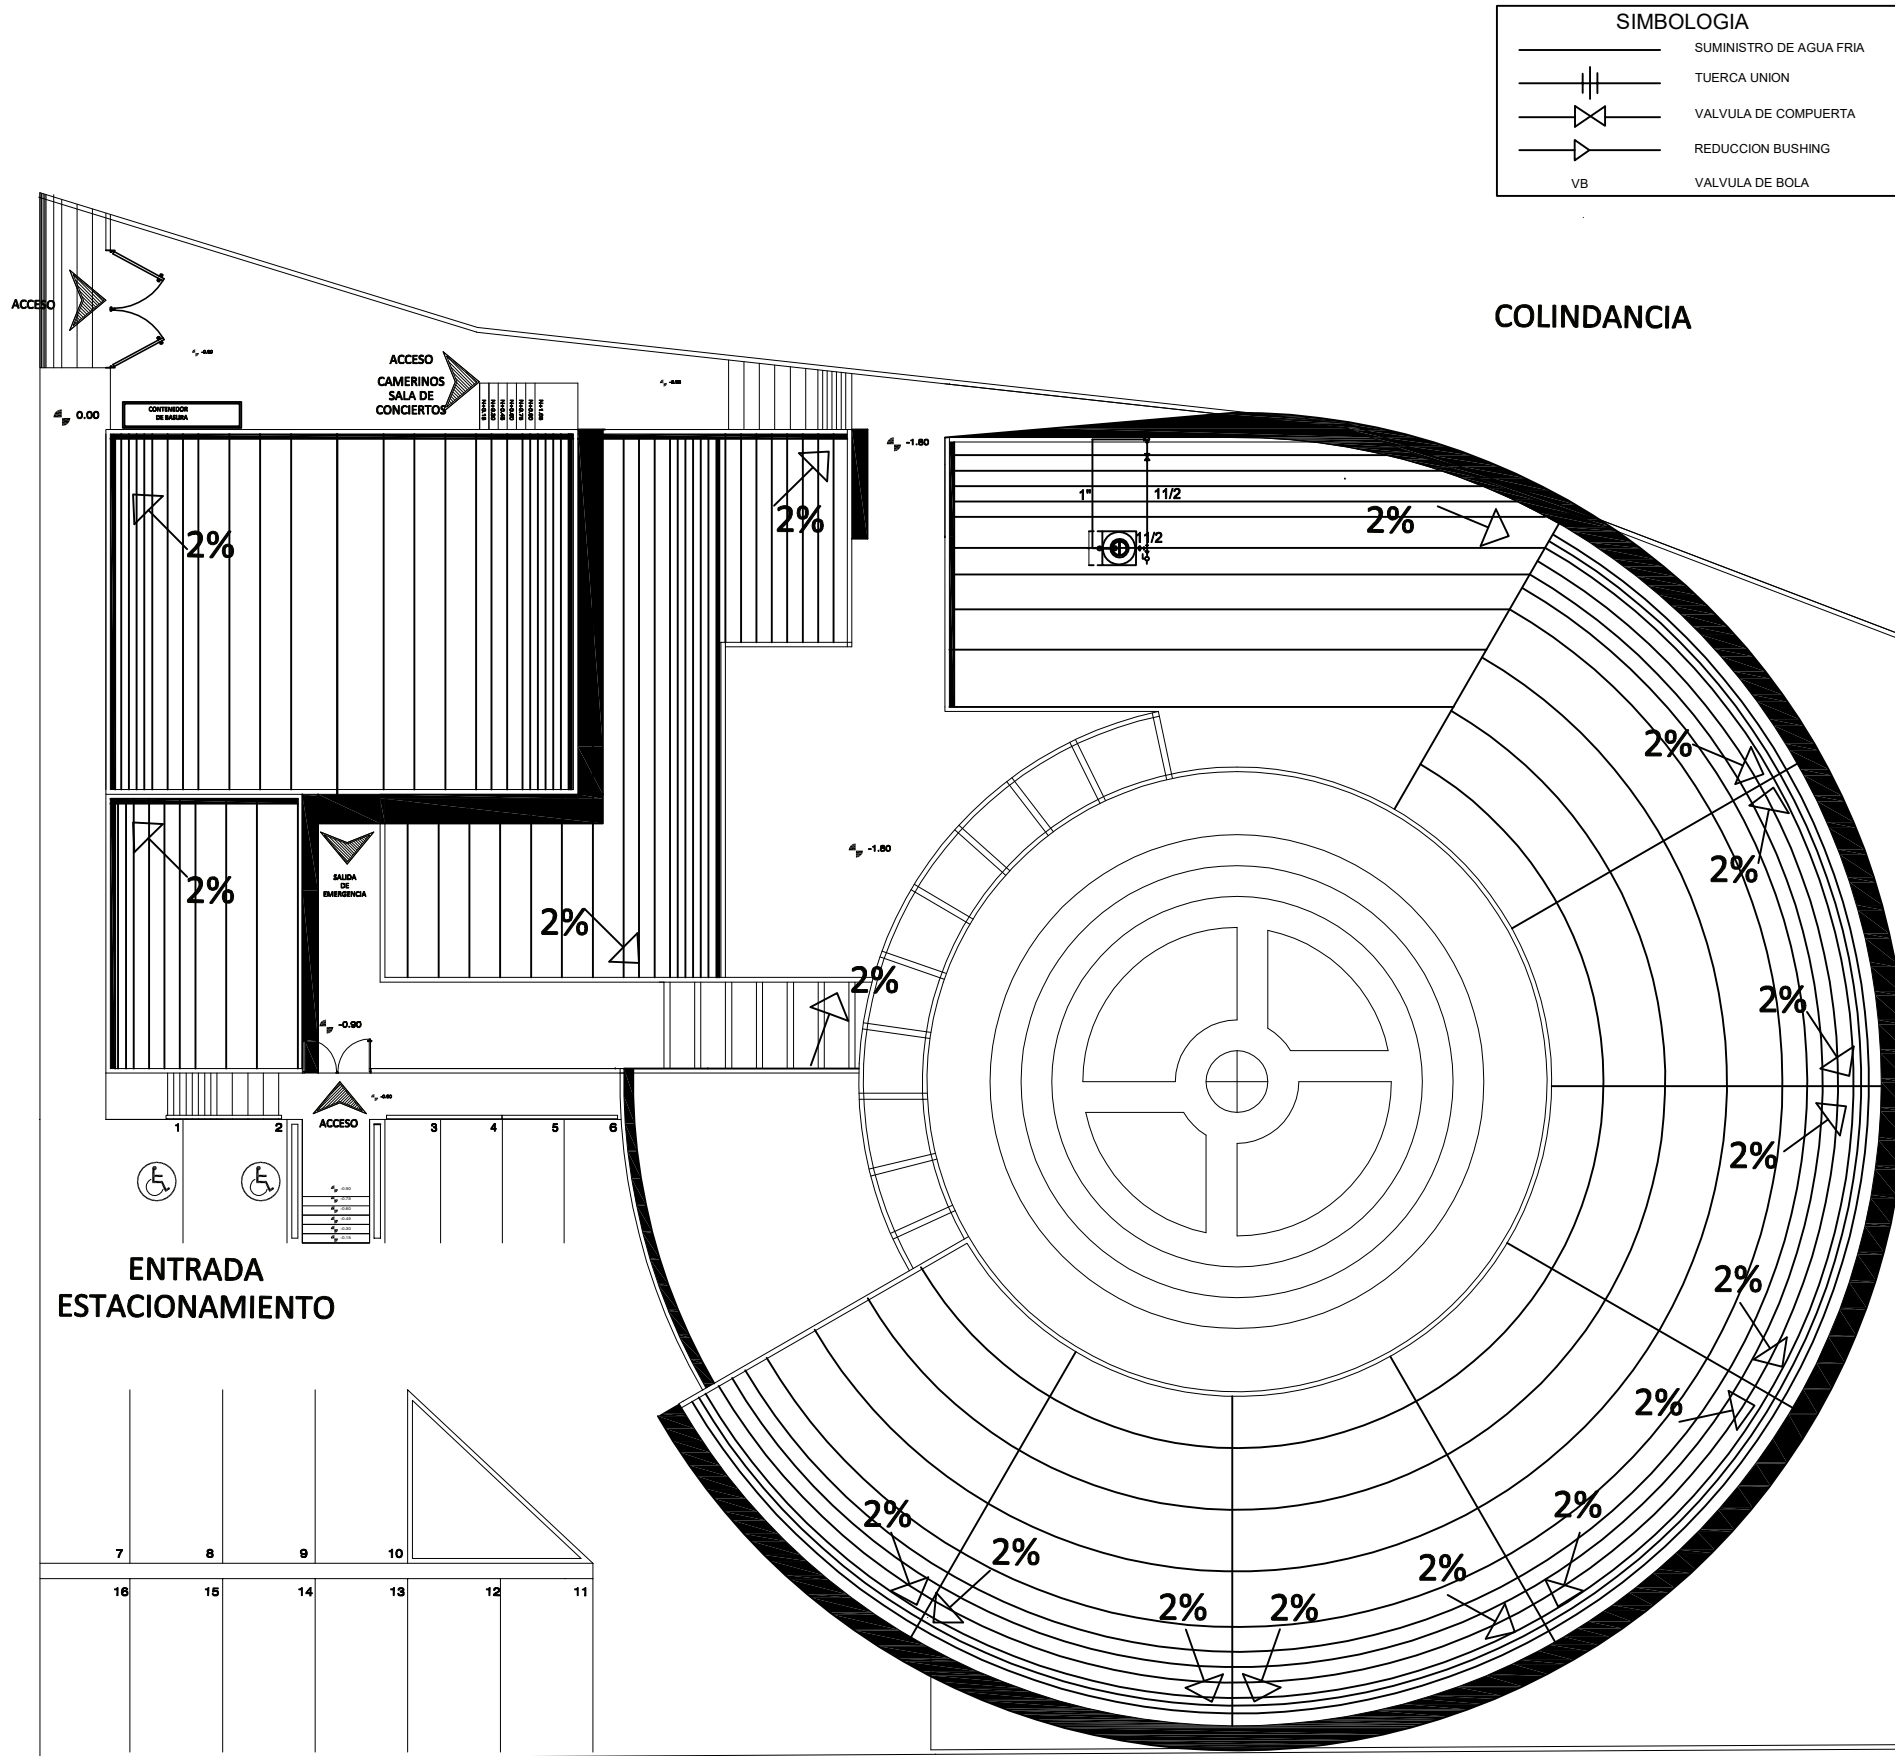 SIMBOLOGIA
SUMINISTRO DE AGUA FRIA
TUERCA UNION
VALVULA DE COMPUERTA
REDUCCION BUSHING
VB VALVULA DE BOLA
COLINDANCIA
ACCESO
ACCESO
CAMERINOS
SALA DE
CONCIERTOS
0.00
CONTENEDOR
DE BASURA
-1.80
1"
11/2
11/2
2%
2%
2%
2%
2%
2%
-1.80
SALIDA
DE
EMERGENCIA
2%
2%
2%
2%
-0.90
2%
ACCESO
1
2
3
4
5
6
2%
ENTRADA
ESTACIONAMIENTO
2%
2%
2%
2%
2%
2%
2%
2%
7
8
9
10
16
15
14
13
12
11